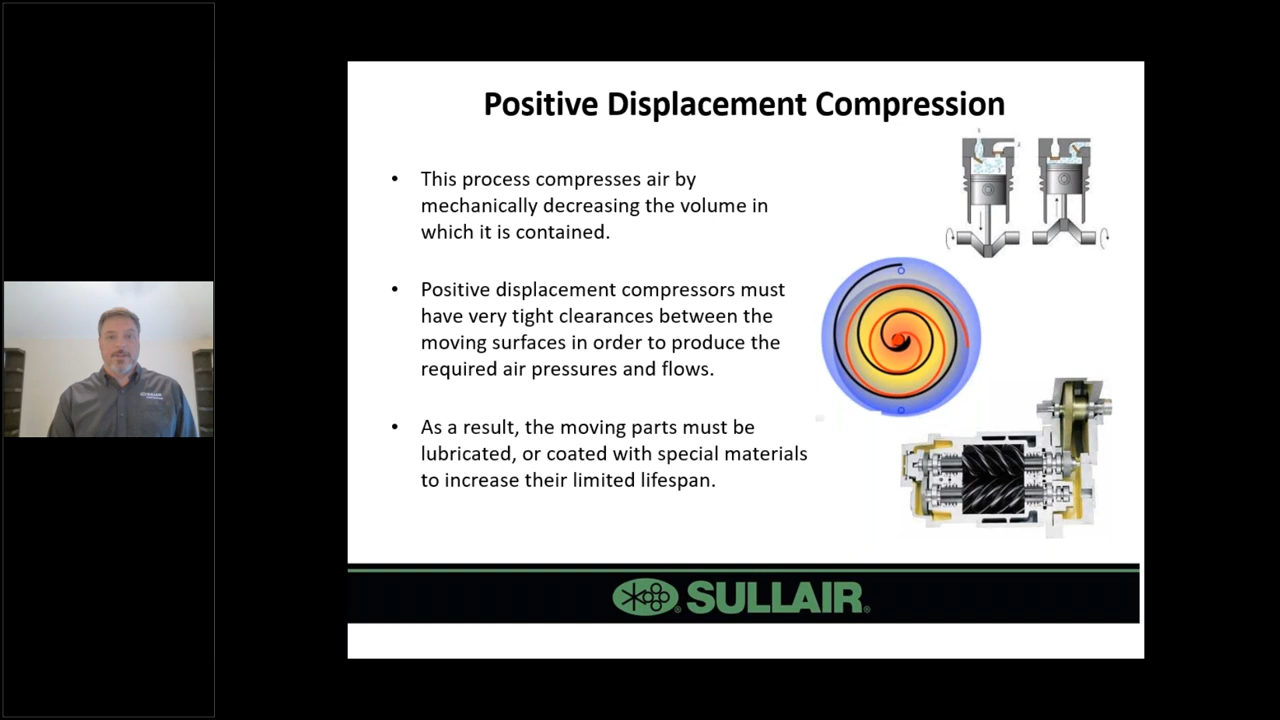 Positive Displacement Compression
• This process compresses air by
mechanically decreasing the volume in
which it is contained.
• Positive displacement compressors must
have very tight clearances between the
moving surfaces in order to produce the
required air pressures and flows.
• As a result, the moving parts must be
lubricated, or coated with special materials
to increase their limited lifespan.
SULLAIR®